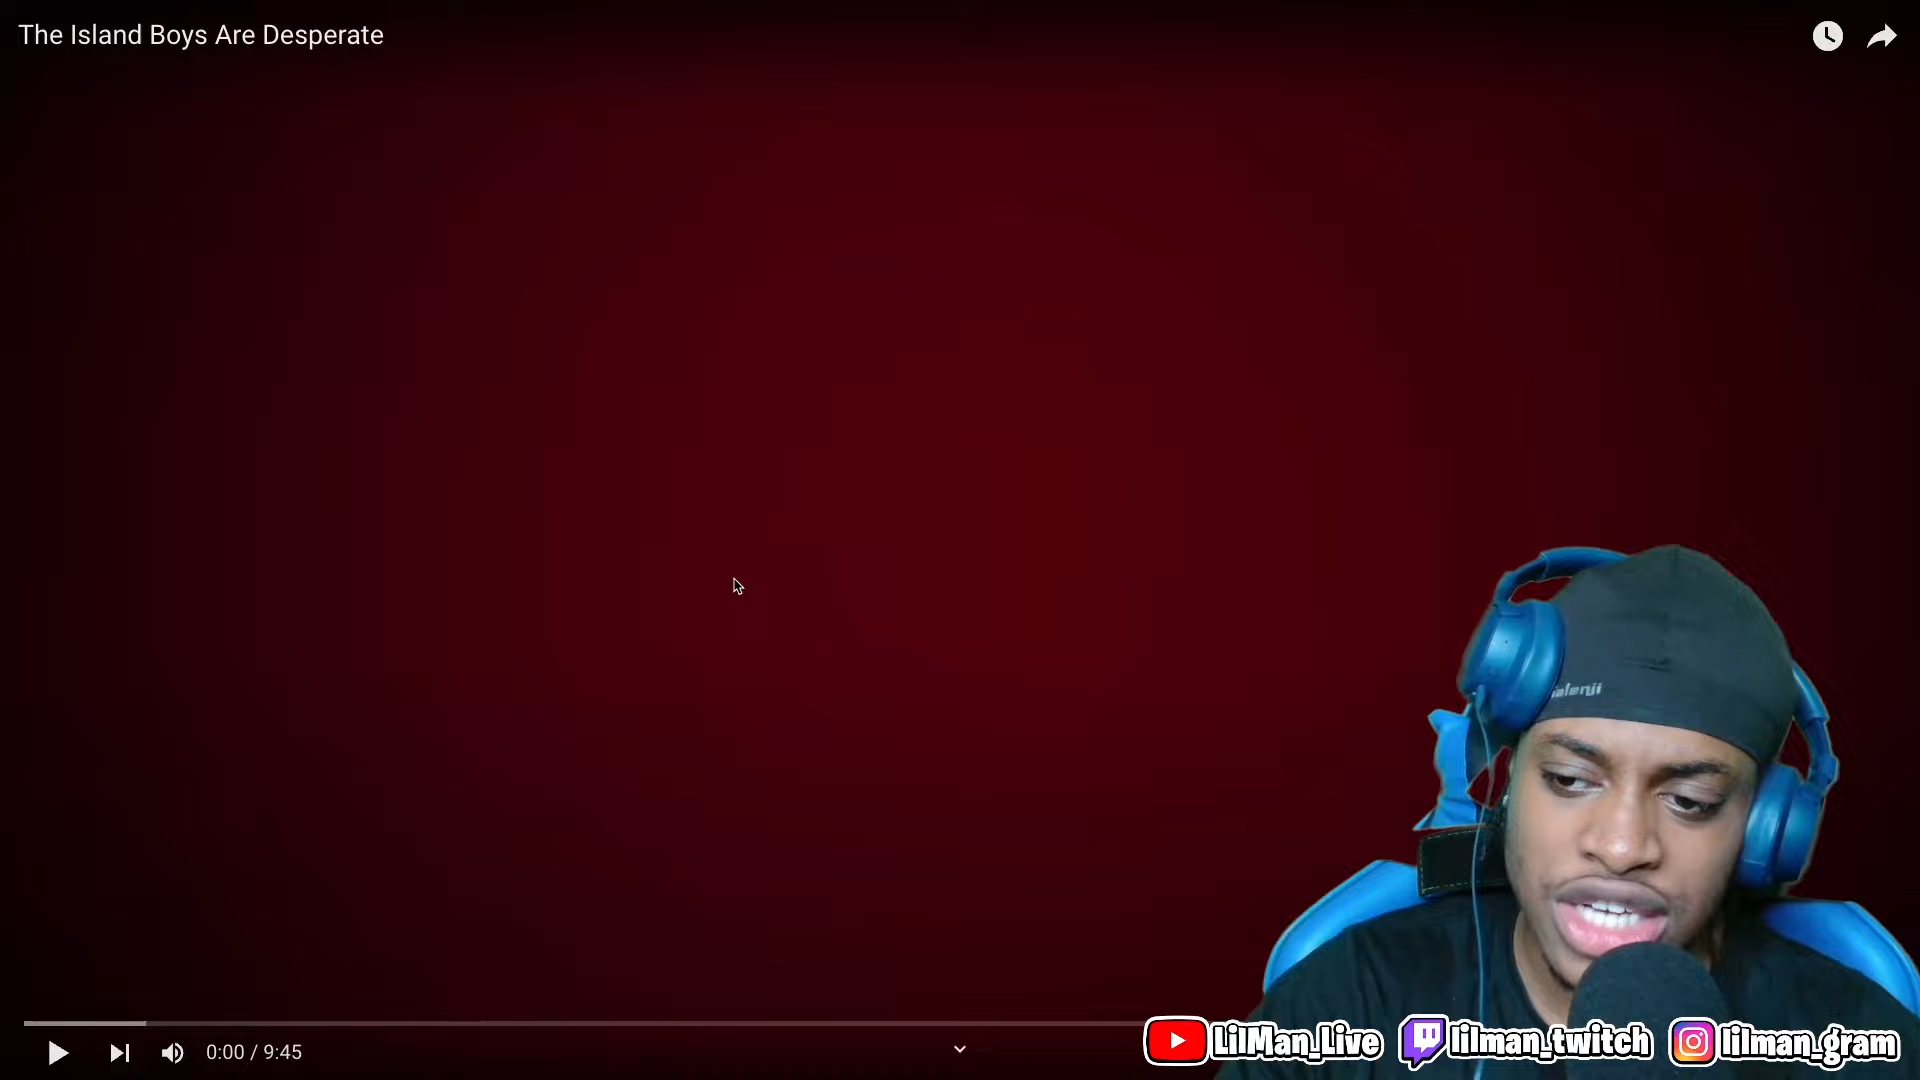 The Island Boys Are Desperate
0:00 / 9:45
LilMan_Live
lilman_twitch
lilman_gram